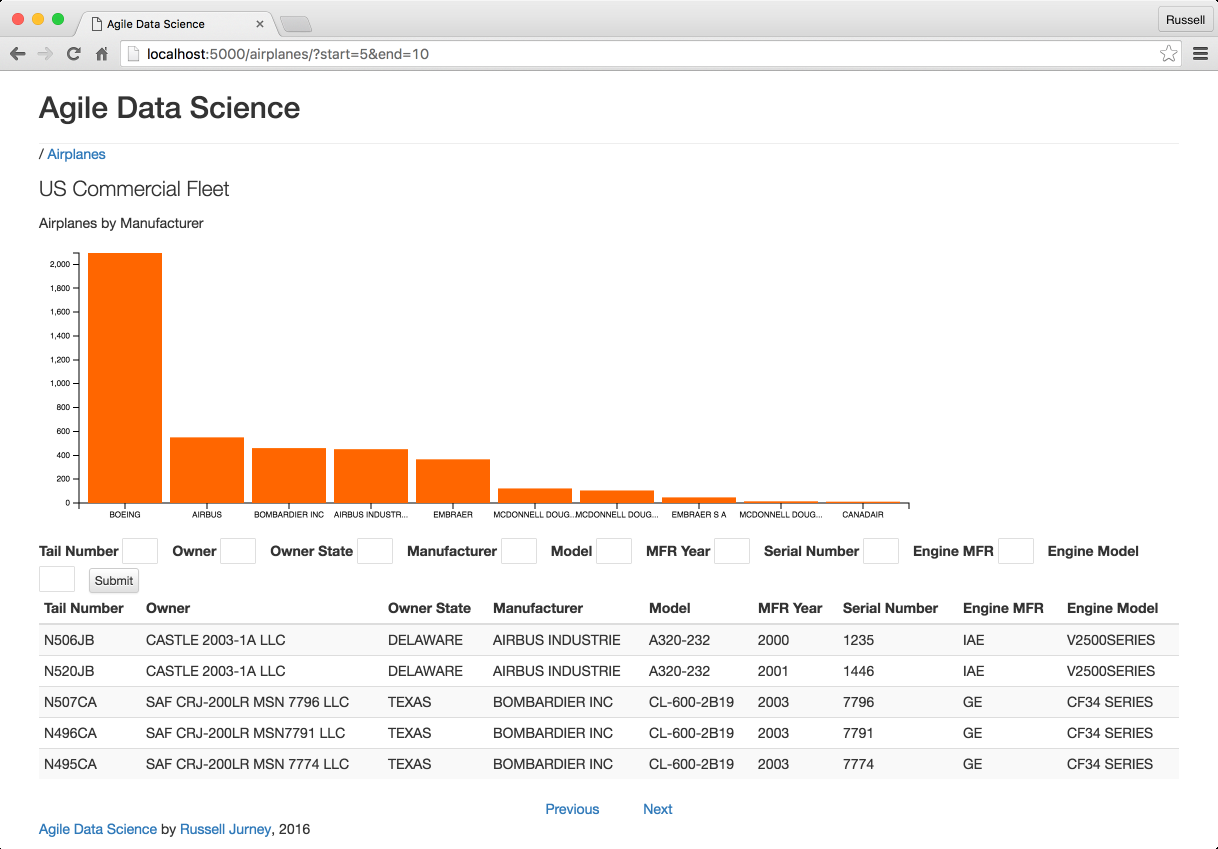 Agile Data Science
Russell
localhost:5000/airplanes/?start=5&end=10
Agile Data Science
/ Airplanes
US Commercial Fleet
Airplanes by Manufacturer
2,000
1,800
1,600
1,400
1,200
1,000
800
600
400
200
0
BOEING AIRBUS BOMBARDIER INC AIRBUS INDUSTR... EMBRAER MCDONNELL DOUG... MCDONNELL DOUG... EMBRAER S A MCDONNELL DOUG... CANADAIR
Tail Number Owner Owner State Manufacturer Model MFR Year Serial Number Engine MFR Engine Model
Submit
Tail Number Owner Owner State Manufacturer Model MFR Year Serial Number Engine MFR Engine Model
N506JB CASTLE 2003-1A LLC DELAWARE AIRBUS INDUSTRIE A320-232 2000 1235 IAE V2500SERIES
N520JB CASTLE 2003-1A LLC DELAWARE AIRBUS INDUSTRIE A320-232 2001 1446 IAE V2500SERIES
N507CA SAF CRJ-200LR MSN 7796 LLC TEXAS BOMBARDIER INC CL-600-2B19 2003 7796 GE CF34 SERIES
N496CA SAF CRJ-200LR MSN7791 LLC TEXAS BOMBARDIER INC CL-600-2B19 2003 7791 GE CF34 SERIES
N495CA SAF CRJ-200LR MSN 7774 LLC TEXAS BOMBARDIER INC CL-600-2B19 2003 7774 GE CF34 SERIES
Previous Next
Agile Data Science by Russell Jurney, 2016